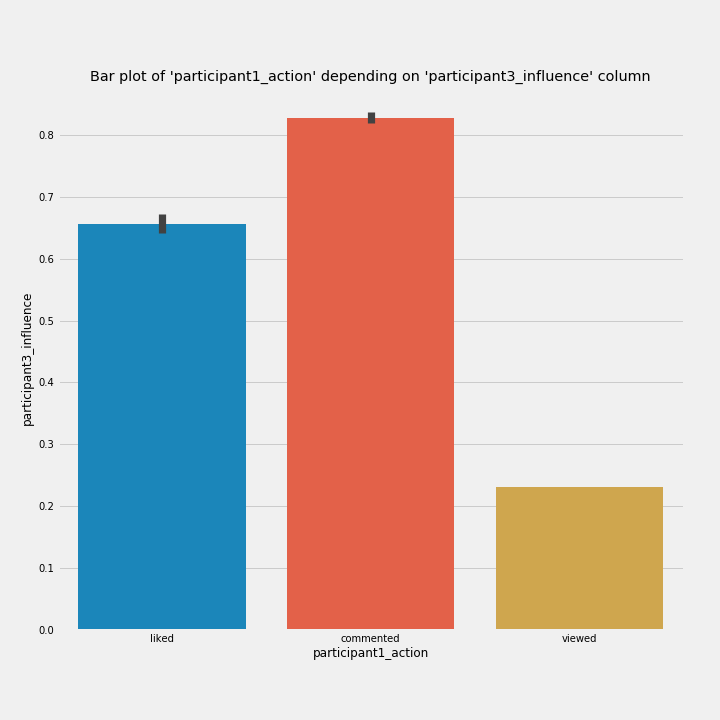 Bar plot of 'participant1_action' depending on 'participant3_influence' column
participant3_influence
0.8
0.7
0.6
0.5
0.4
0.3
0.2
0.1
0.0
liked commented viewed
participant1_action